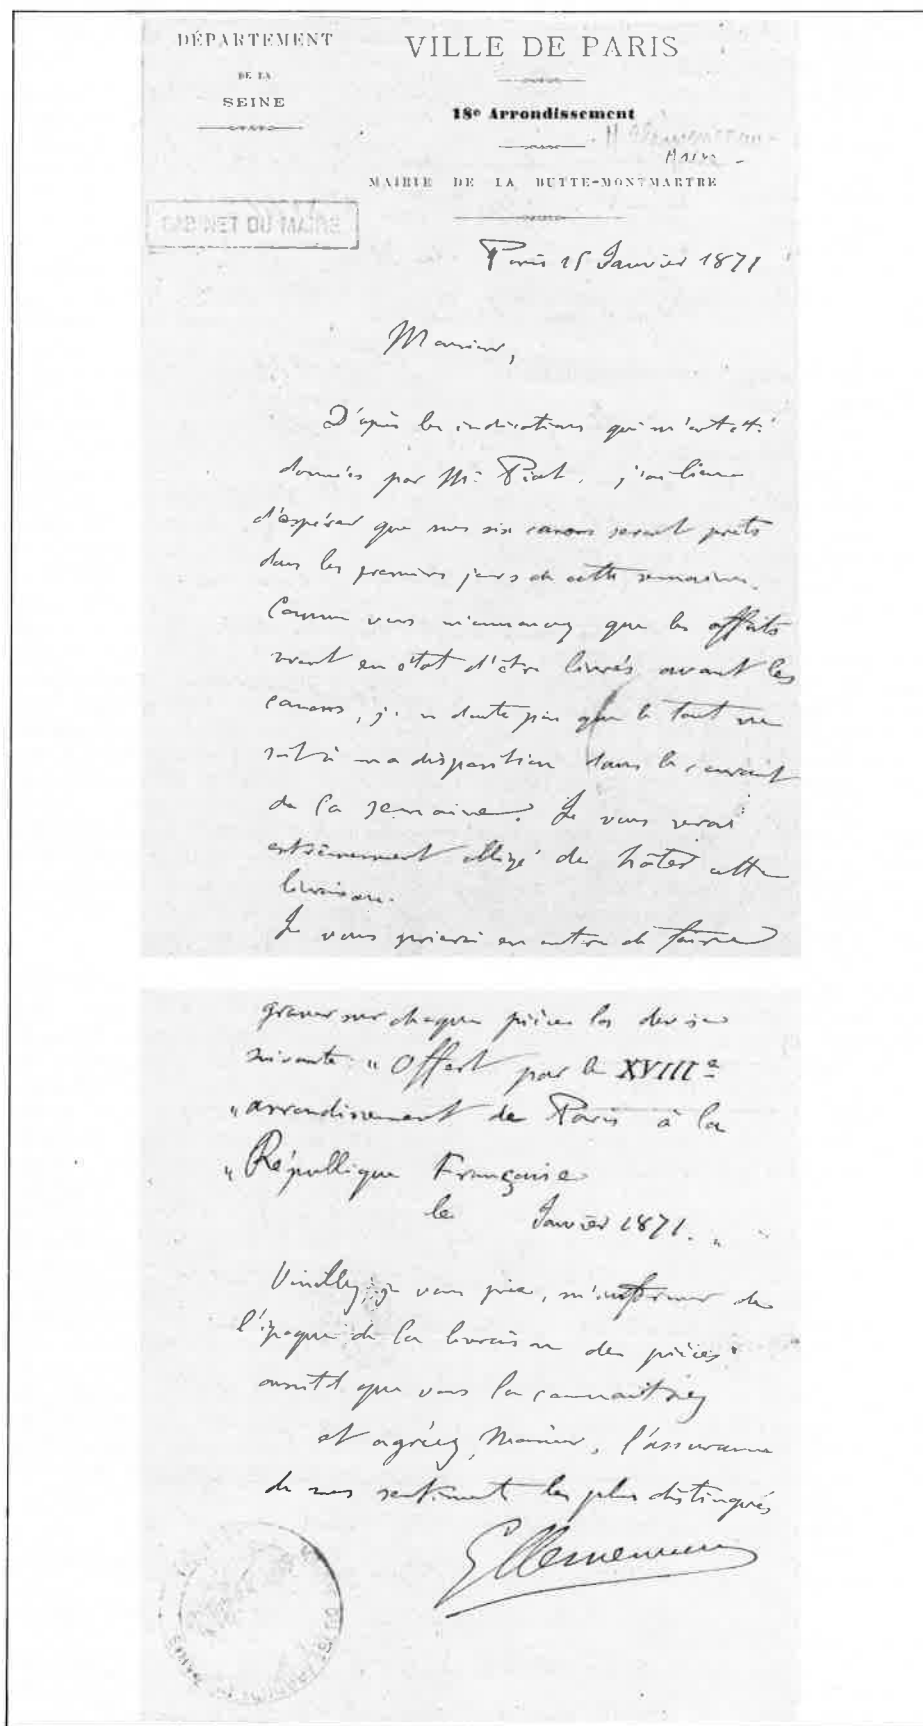 DÉPARTEMENT
DE LA
SEINE
VILLE DE PARIS
18e Arrondissement
M Clemenceau
Maire
MAIRIE DE LA BUTTE-MONTMARTRE
CABINET DU MAIRE
Paris 15 Janvier 1871
Monsieur,
D'après les indications qui m'ont été
données par Mr. Piat, j'ai lieu
d'espérer que mes six canons seront prêts
dans les premiers jours de cette semaine.
Comme vous m'annoncez que les affûts
seront en état d'être livrés avant les
canons, je ne doute pas que le tout ne
soit à ma disposition dans le courant
de la semaine. Je vous serai
extrêmement obligé de hâter cette
livraison.
Je vous prierai en outre de faire
graver sur chaque pièce la devise
suivante : "Offert par le XVIIIe
"arrondissement de Paris à la
"République Française
le Janvier 1871. "
Veuillez, je vous prie, m'informer de
l'époque de la livraison des pièces
aussitôt que vous la connaîtrez
et agréez, Monsieur, l'assurance
de mes sentiments les plus distingués
GClemenceau